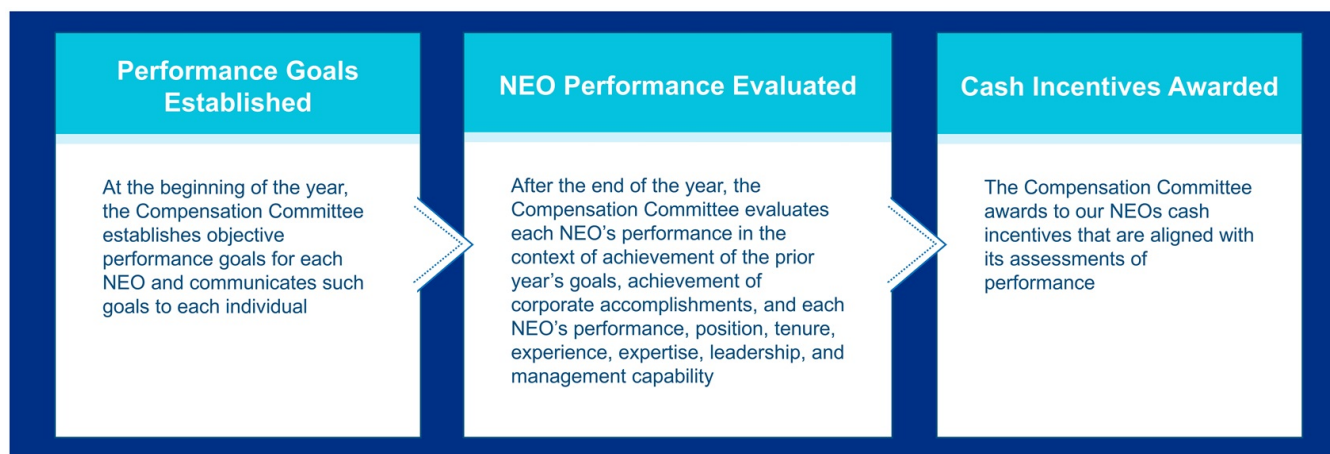 Performance Goals
Established
At the beginning of the year,
the Compensation Committee
establishes objective
performance goals for each
NEO and communicates such
goals to each individual
NEO Performance Evaluated
After the end of the year, the
Compensation Committee evaluates
each NEO’s performance in the
context of achievement of the prior
year’s goals, achievement of
corporate accomplishments, and each
NEO’s performance, position, tenure,
experience, expertise, leadership, and
management capability
Cash Incentives Awarded
The Compensation Committee
awards to our NEOs cash
incentives that are aligned with
its assessments of
performance